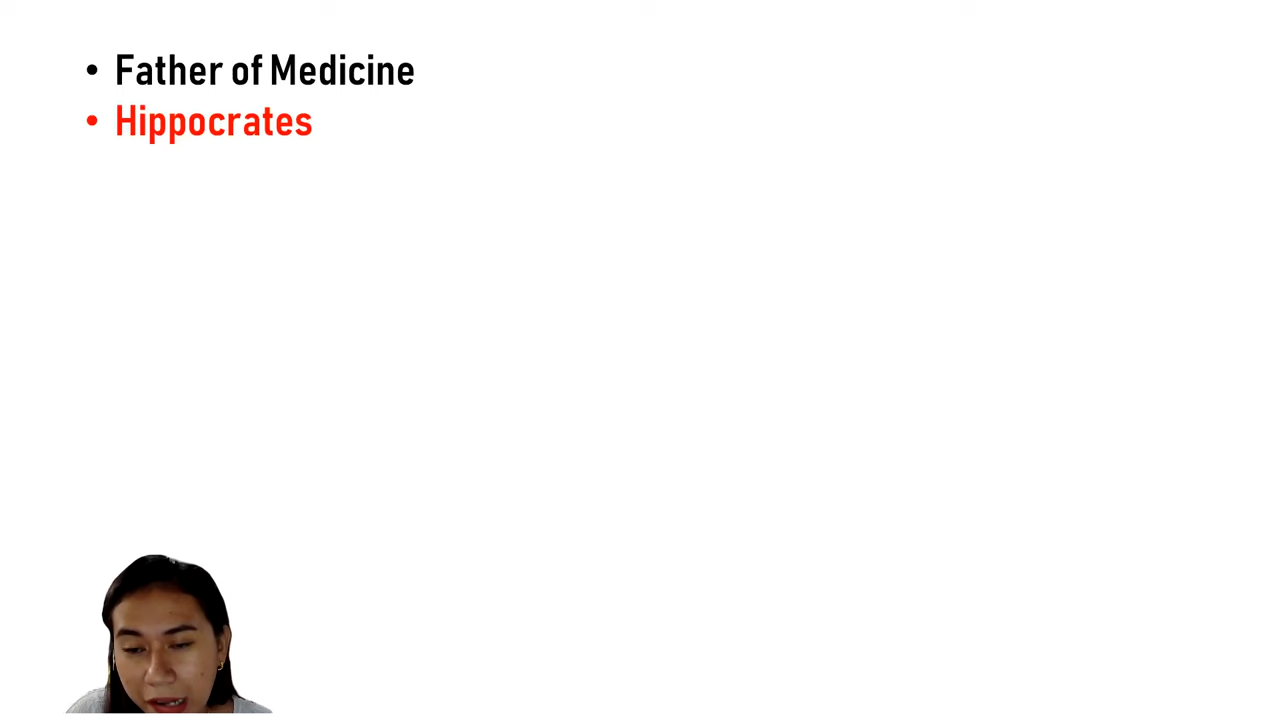 • Father of Medicine
• Hippocrates